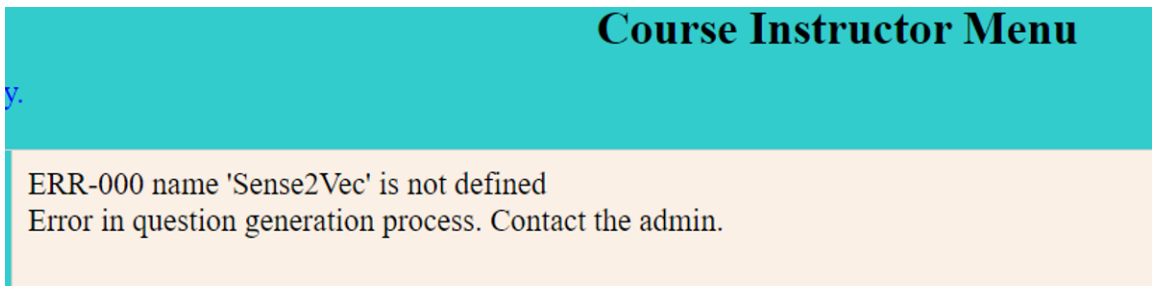 Course Instructor Menu
y.
ERR-000 name 'Sense2Vec' is not defined
Error in question generation process. Contact the admin.